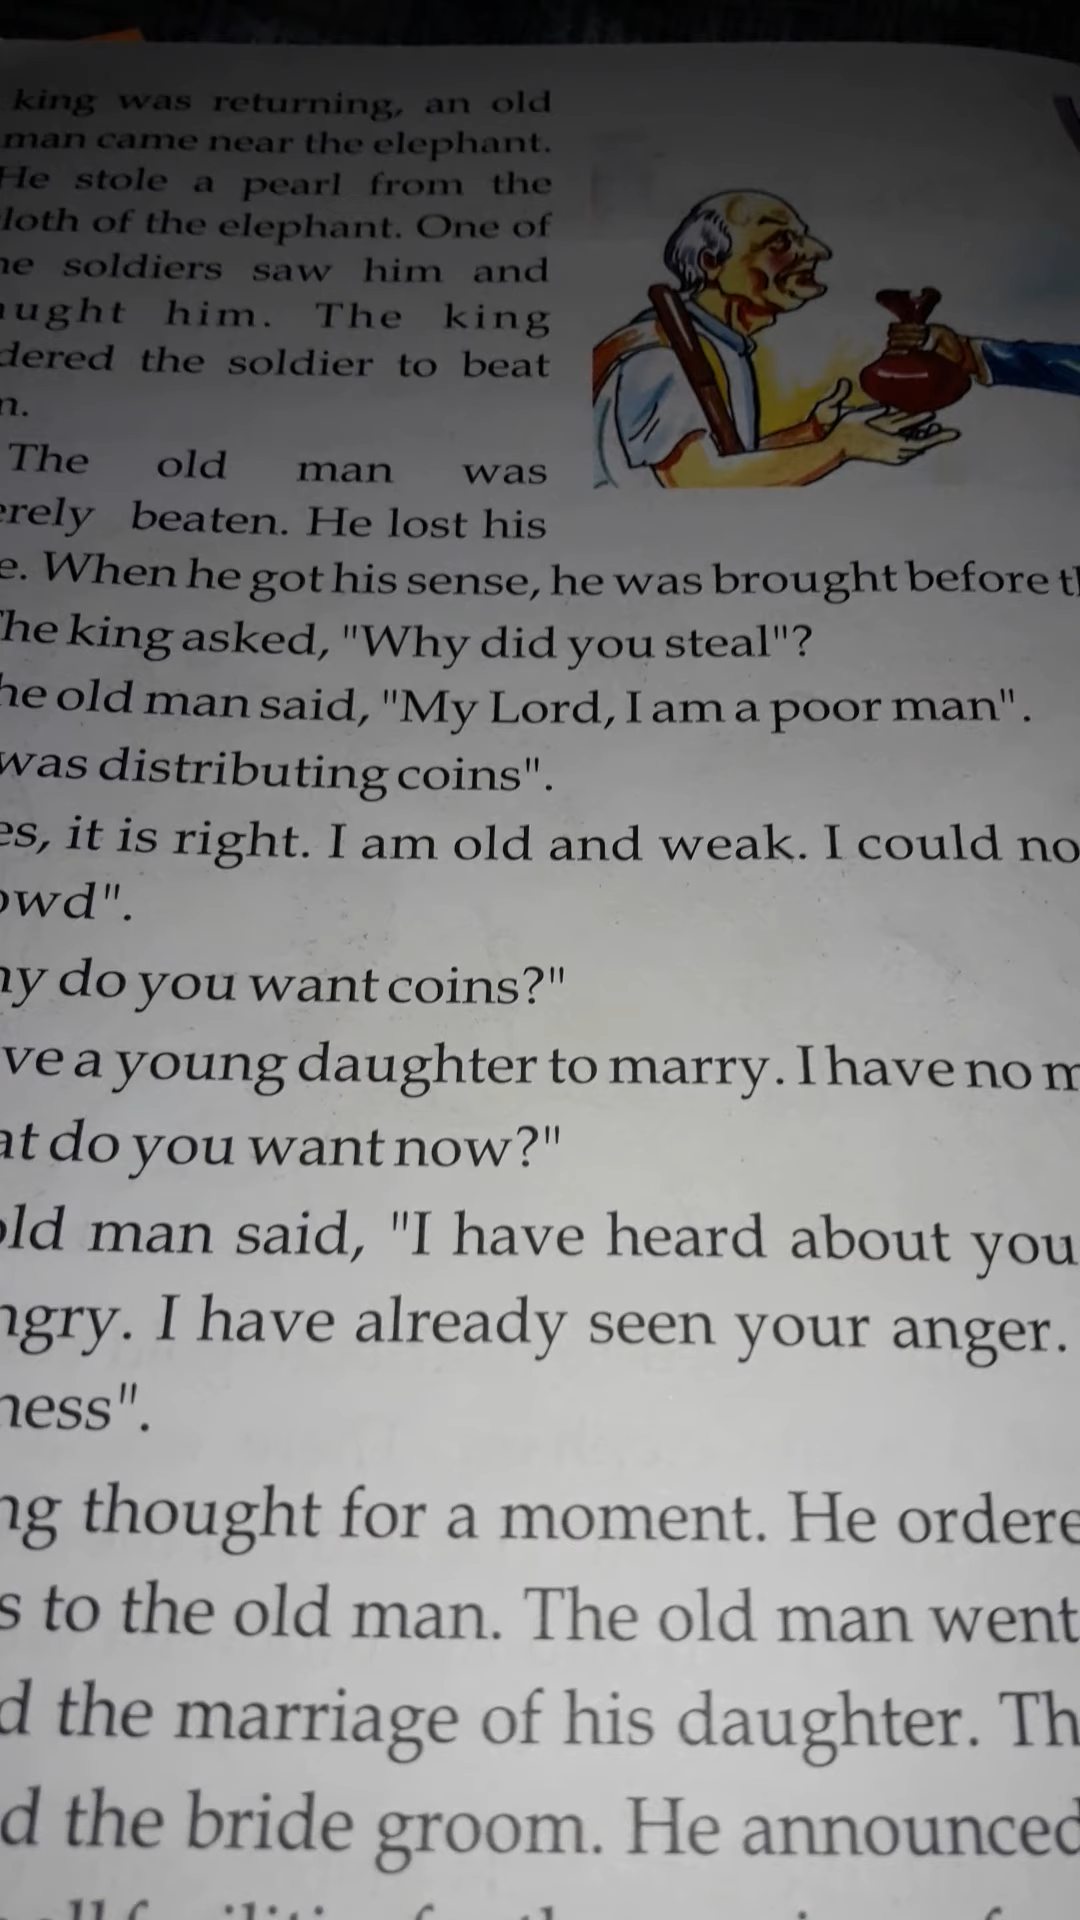 king was returning, an old
man came near the elephant.
He stole a pearl from the
loth of the elephant. One of
he soldiers saw him and
aught him. The king
dered the soldier to beat
n.
The old man was
erely beaten. He lost his
e. When he got his sense, he was brought before th
The king asked, "Why did you steal"?
he old man said, "My Lord, I am a poor man".
was distributing coins".
es, it is right. I am old and weak. I could no
owd".
hy do you want coins?"
ve a young daughter to marry. I have no m
at do you want now?"
old man said, "I have heard about you
ngry. I have already seen your anger.
ness".
ng thought for a moment. He ordere
s to the old man. The old man went
d the marriage of his daughter. Th
d the bride groom. He announced